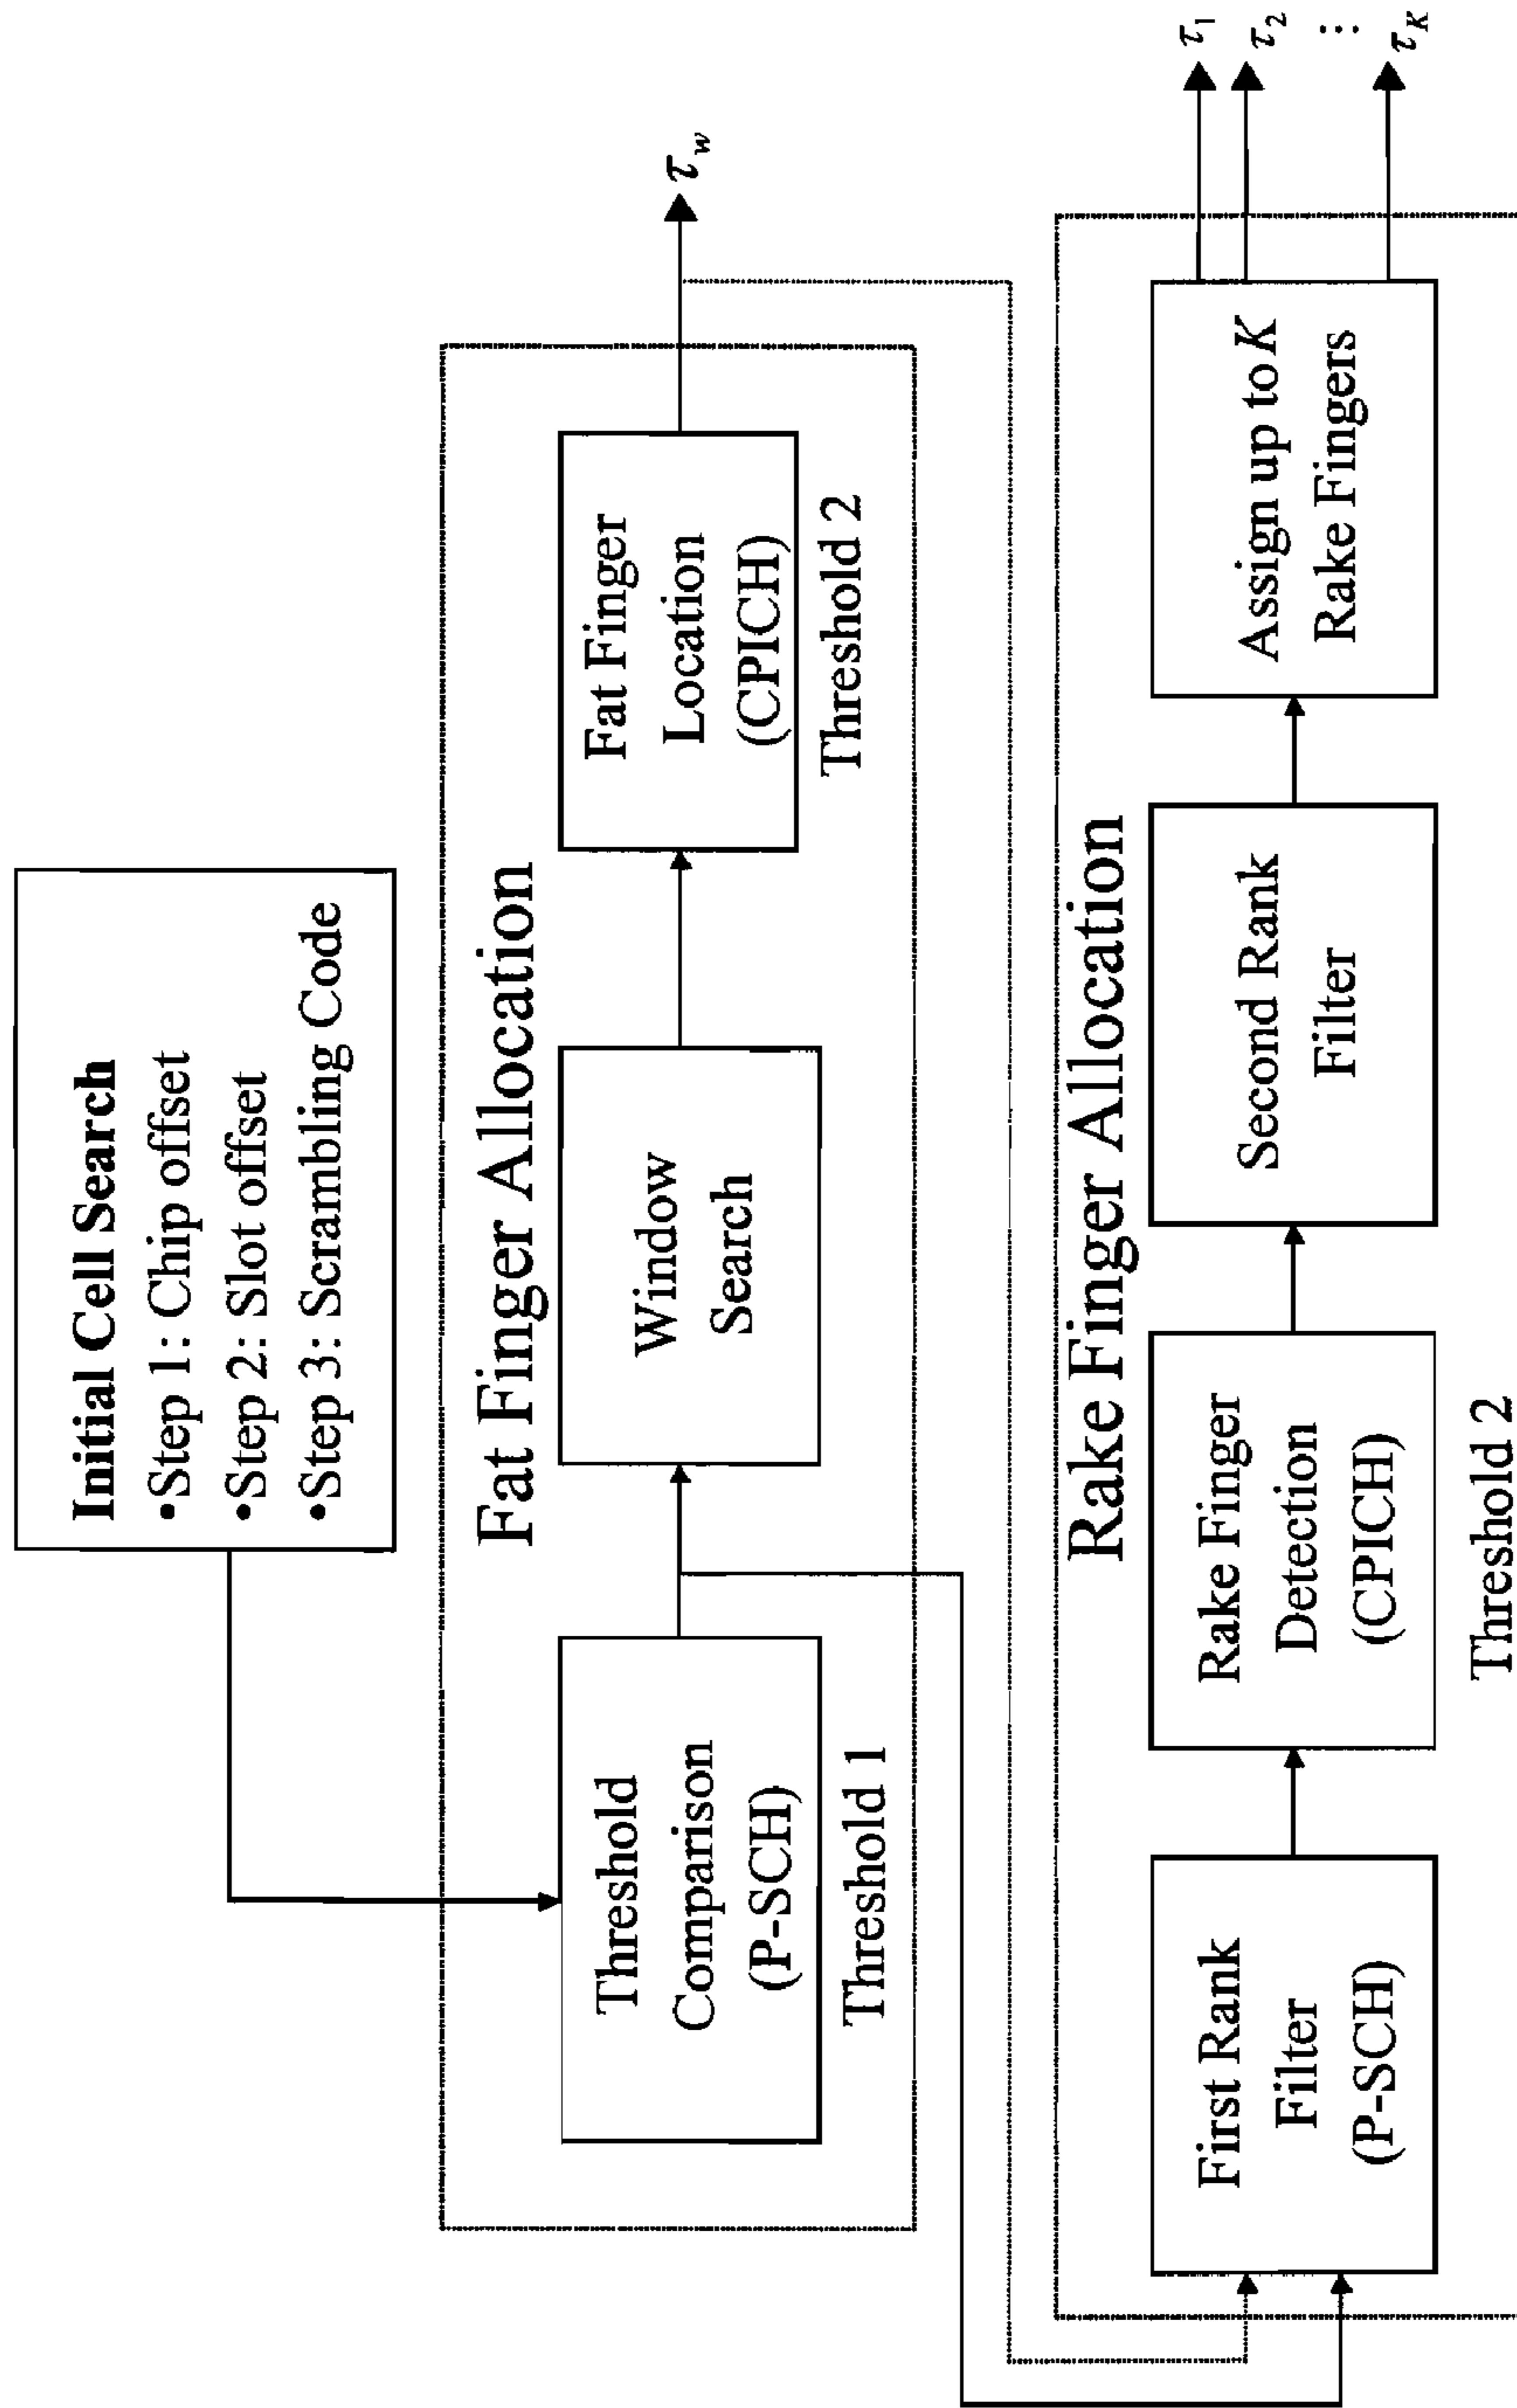 Initial Cell Search
•Step 1: Chip offset
•Step 2: Slot offset
•Step 3: Scrambling Code
Fat Finger Allocation
Threshold
Comparison
(P-SCH)
Threshold 1
Window
Search
Fat Finger
Location
(CPICH)
Threshold 2
τw
Rake Finger Allocation
First Rank
Filter
(P-SCH)
Rake Finger
Detection
(CPICH)
Threshold 2
Second Rank
Filter
Assign up to K
Rake Fingers
τ1
τ2
⋮
τK